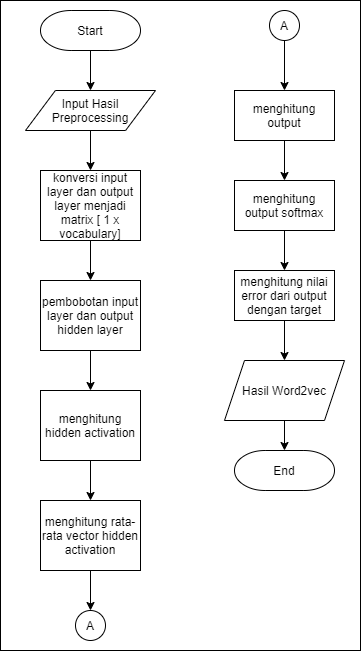 Start
Input Hasil
Preprocessing
konversi input
layer dan output
layer menjadi
matrix [ 1 x
vocabulary]
pembobotan input
layer dan output
hidden layer
menghitung
hidden activation
menghitung rata-
rata vector hidden
activation
A
A
menghitung
output
menghitung
output softmax
menghitung nilai
error dari output
dengan target
Hasil Word2vec
End